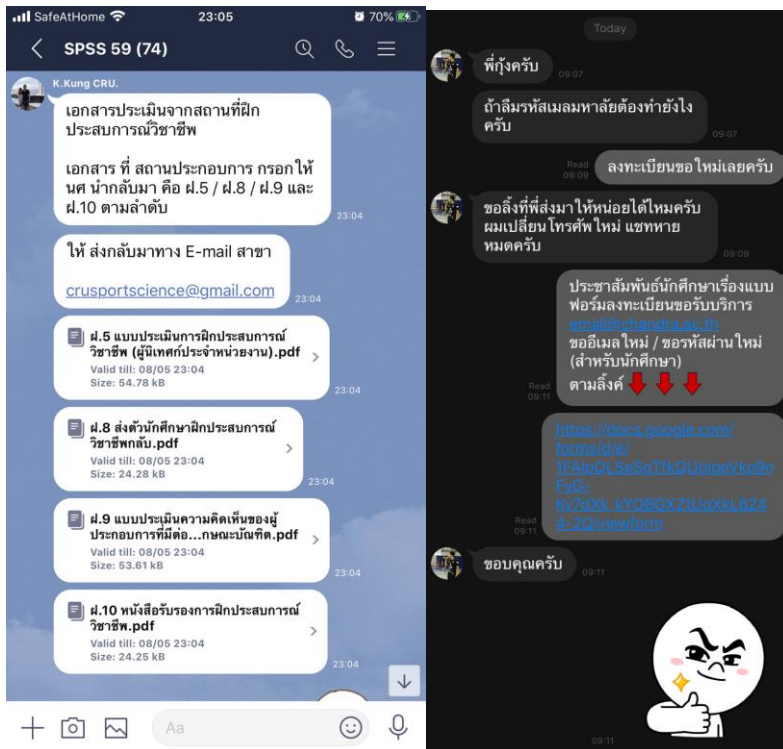 SafeAtHome 23:05 70%
SPSS 59 (74)
K.Kung CRU.
เอกสารประเมินจากสถานที่ฝึก
ประสบการณ์วิชาชีพ
เอกสาร ที่ สถานประกอบการ กรอกให้
นศ นำกลับมา คือ ฝ.5 / ฝ.8 / ฝ.9 และ
ฝ.10 ตามลำดับ
23:04
ให้ ส่งกลับมาทาง E-mail สาขา
crusportscience@gmail.com
23:04
ฝ.5 แบบประเมินการฝึกประสบการณ์
วิชาชีพ (ผู้นิเทศก์ประจำหน่วยงาน).pdf
Valid till: 08/05 23:04
Size: 54.78 kB
23:04
ฝ.8 ส่งตัวนักศึกษาฝึกประสบการณ์
วิชาชีพกลับ.pdf
Valid till: 08/05 23:04
Size: 24.28 kB
23:04
ฝ.9 แบบประเมินความคิดเห็นของผู้
ประกอบการที่มีต่อ...กษณะบัณฑิต.pdf
Valid till: 08/05 23:04
Size: 53.61 kB
23:04
ฝ.10 หนังสือรับรองการฝึกประสบการณ์
วิชาชีพ.pdf
Valid till: 08/05 23:04
Size: 24.25 kB
23:04
Aa
Today
พี่กุ้งครับ
09:07
ถ้าลืมรหัสเมลมหาลัยต้องทำยังไง
ครับ
09:07
Read
09:09
ลงทะเบียนขอใหม่เลยครับ
ขอลิ้งที่พี่ส่งมาให้หน่อยได้ไหมครับ
ผมเปลี่ยนโทรศัพใหม่ แชทหาย
หมดครับ
09:09
ประชาสัมพันธ์นักศึกษาเรื่องแบบ
ฟอร์มลงทะเบียนขอรับบริการ
email@chandra.ac.th
ขออีเมลใหม่ / ขอรหัสผ่านใหม่
(สำหรับนักศึกษา)
ตามลิ้งค์
Read
09:11
https://docs.google.com/
forms/d/e/
Read
09:11
ขอบคุณครับ
09:11
09:11